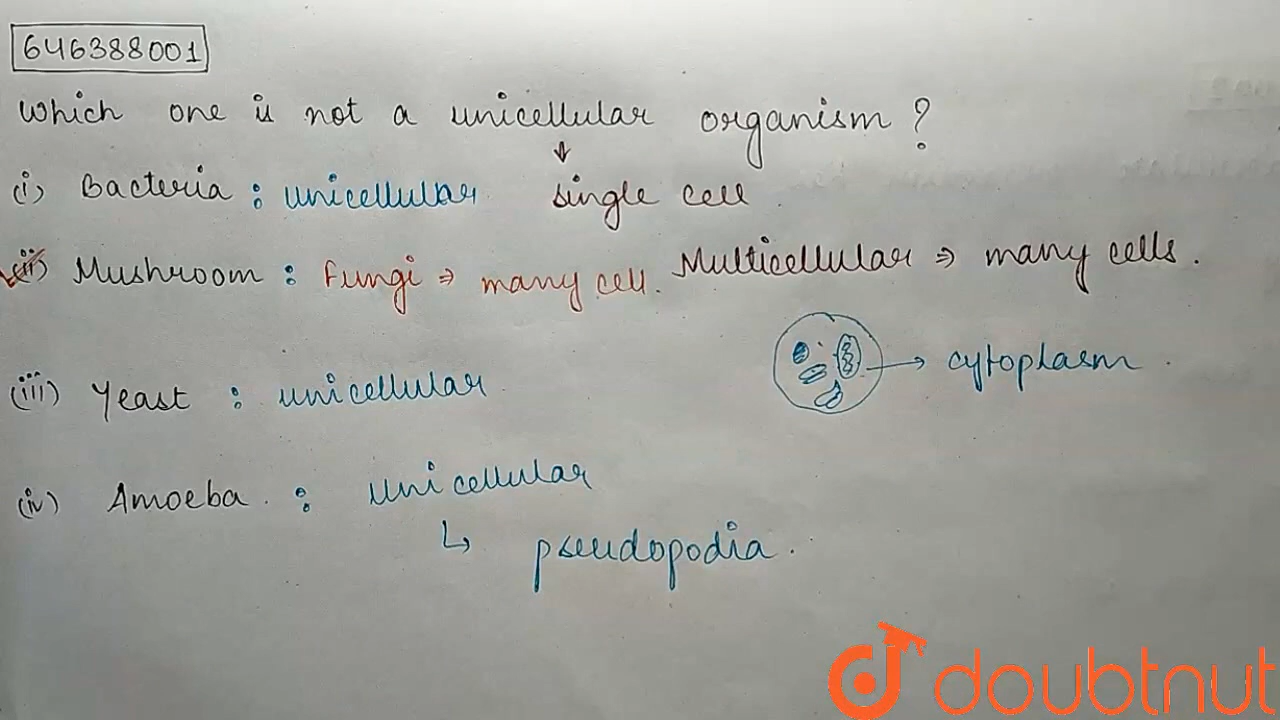 646388001
Which one is not a unicellular organism ?
↓
(i) Bacteria : unicellular single cell
(ii) Mushroom : Fungi ⇒ many cell. Multicellular ⇒ many cells.
→ cytoplasm.
(iii) Yeast : unicellular
(iv) Amoeba : Unicellular
↳ pseudopodia.
doubtnut